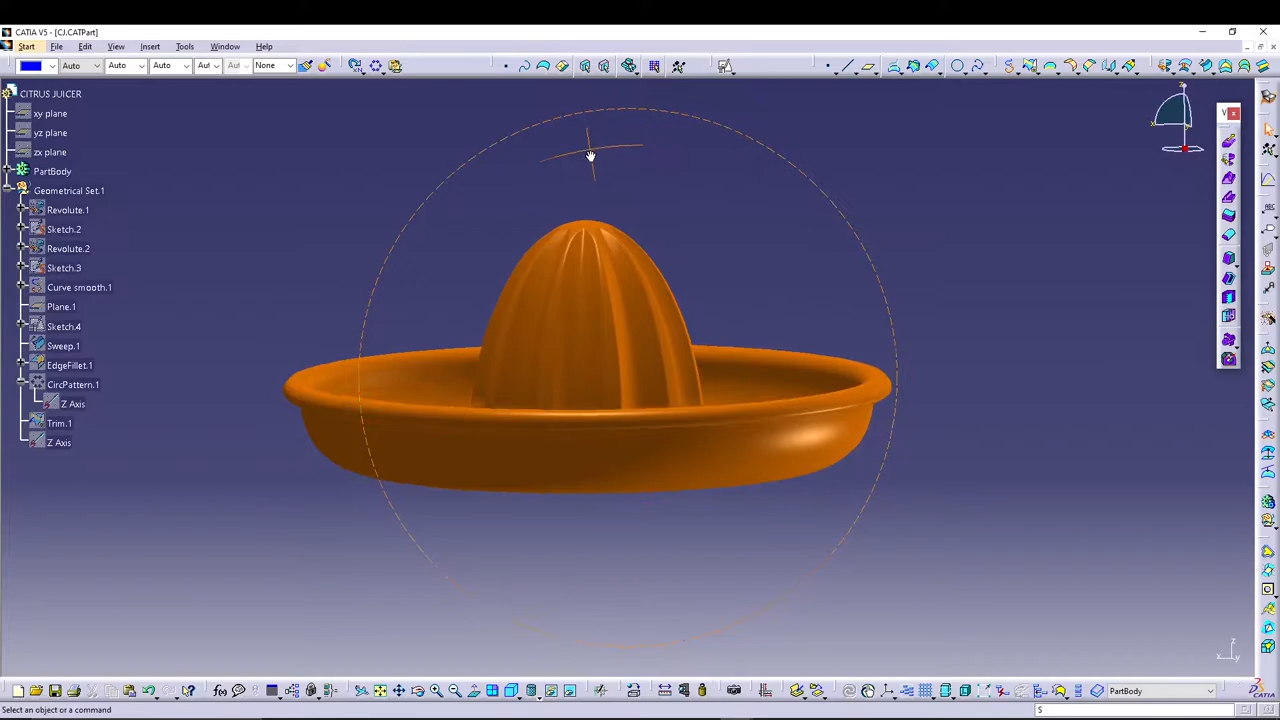 CATIA V5 - [CJ.CATPart]
Start File Edit View Insert Tools Window Help
Auto Auto Auto Aut Aut None
CITRUS JUICER
xy plane
yz plane
zx plane
PartBody
Geometrical Set.1
Revolute.1
Sketch.2
Revolute.2
Sketch.3
Curve smooth.1
Plane.1
Sketch.4
Sweep.1
EdgeFillet.1
CircPattern.1
Z Axis
Trim.1
Z Axis
V
z
x
z
x y
PartBody
CATIA
Select an object or a command
S